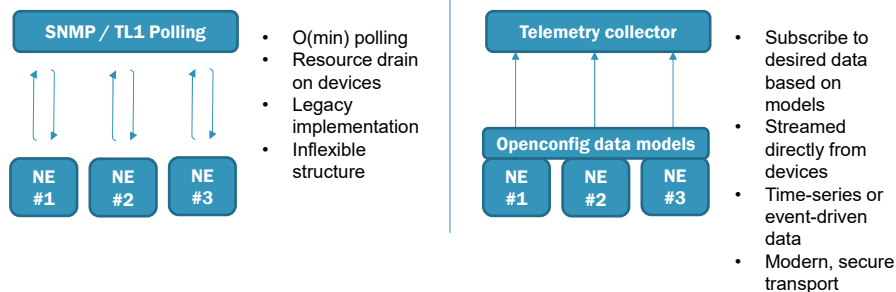 SNMP / TL1 Polling
NE
#1
NE
#2
NE
#3
• O(min) polling
• Resource drain
on devices
• Legacy
implementation
• Inflexible
structure
Telemetry collector
Openconfig data models
NE
#1
NE
#2
NE
#3
• Subscribe to
desired data
based on
models
• Streamed
directly from
devices
• Time-series or
event-driven
data
• Modern, secure
transport